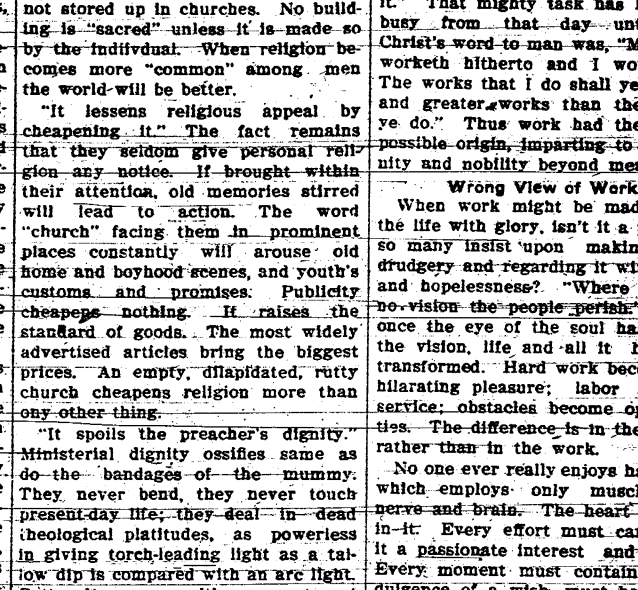 not stored up in churches. No build-
ing is "sacred" unless it is made so
by the indiivdual. When religion be-
comes more "common" among men
the world will be better.
"It lessens religious appeal by
cheapening it." The fact remains
that they seldom give personal reli-
gion any notice. If brought within
their attention, old memories stirred
will lead to action. The word
"church" facing them in prominent
places constantly will arouse old
home and boyhood scenes, and youth's
customs and promises. Publicity
cheapens nothing. If raises the
standard of goods. The most widely
advertised articles bring the biggest
prices. An empty, dilapidated, rutty
church cheapens religion more than
any other thing.
"It spoils the preacher's dignity."
Ministerial dignity ossifies same as
do the bandages of the mummy.
They never bend, they never touch
present-day life; they deal in dead
theological platitudes, as powerless
in giving torch-leading light as a tal-
low dip is compared with an arc light.
it." That mighty task has
busy from that day
Christ's word to man was,
worketh hitherto and I
The works that I do shall
and greater works than
ye do." Thus work had the
possible origin, imparting to
nity and nobility beyond
Wrong View of Work
When work might be
the life with glory, isn't it a
so many insist upon
drudgery and regarding it
and hopelessness? "Where
no vision the people perish."
once the eye of the soul
the vision, life and all it
transformed. Hard work
hilarating pleasure; labor
service; obstacles become
ties. The difference is in
rather than in the work.
No one ever really enjoys
which employs only
nerve and brain. The heart
in it. Every effort must
it a passionate interest and
Every moment must contain